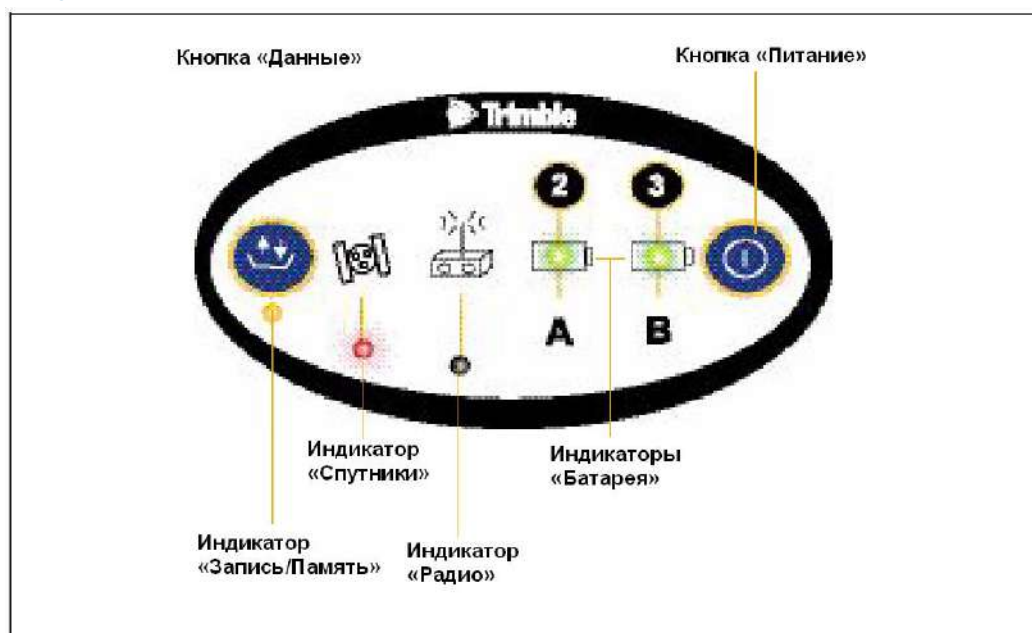 Кнопка «Данные»
Кнопка «Питание»
Trimble
2
3
A
B
Индикатор
«Спутники»
Индикаторы
«Батарея»
Индикатор
«Запись/Память»
Индикатор
«Радио»